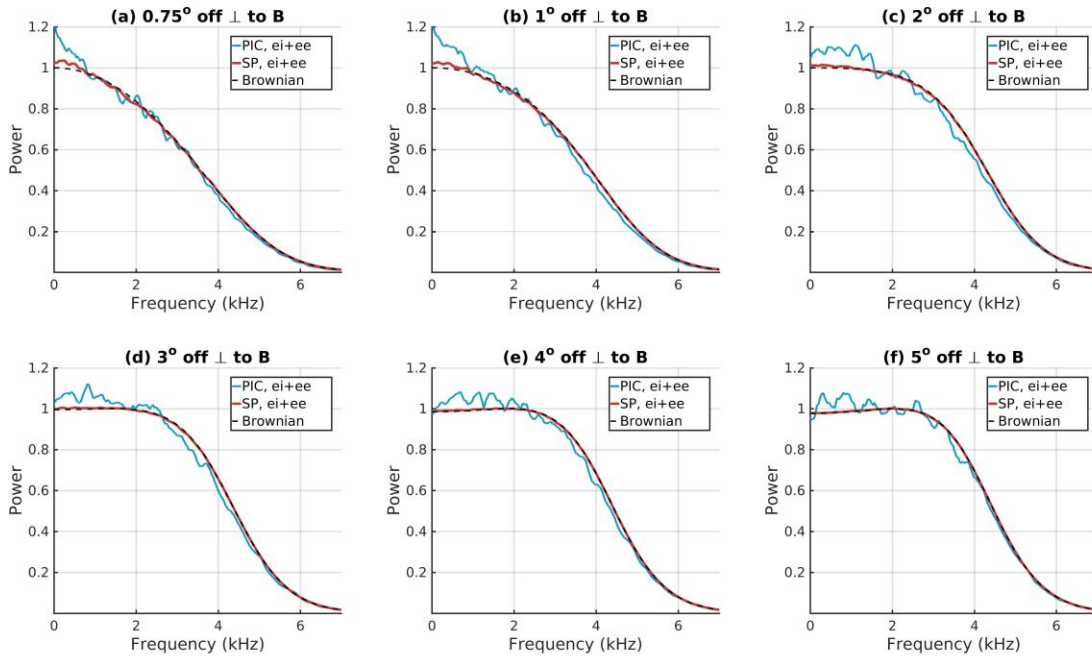 (a) 0.75° off ⊥ to B
1.2
1
0.8
0.6
0.4
0.2
Power
PIC, ei+ee
SP, ei+ee
Brownian
0
2
4
6
Frequency (kHz)
(b) 1° off ⊥ to B
1.2
1
0.8
0.6
0.4
0.2
Power
PIC, ei+ee
SP, ei+ee
Brownian
0
2
4
6
Frequency (kHz)
(c) 2° off ⊥ to B
1.2
1
0.8
0.6
0.4
0.2
Power
PIC, ei+ee
SP, ei+ee
Brownian
0
2
4
6
Frequency (kHz)
(d) 3° off ⊥ to B
1.2
1
0.8
0.6
0.4
0.2
Power
PIC, ei+ee
SP, ei+ee
Brownian
0
2
4
6
Frequency (kHz)
(e) 4° off ⊥ to B
1.2
1
0.8
0.6
0.4
0.2
Power
PIC, ei+ee
SP, ei+ee
Brownian
0
2
4
6
Frequency (kHz)
(f) 5° off ⊥ to B
1.2
1
0.8
0.6
0.4
0.2
Power
PIC, ei+ee
SP, ei+ee
Brownian
0
2
4
6
Frequency (kHz)